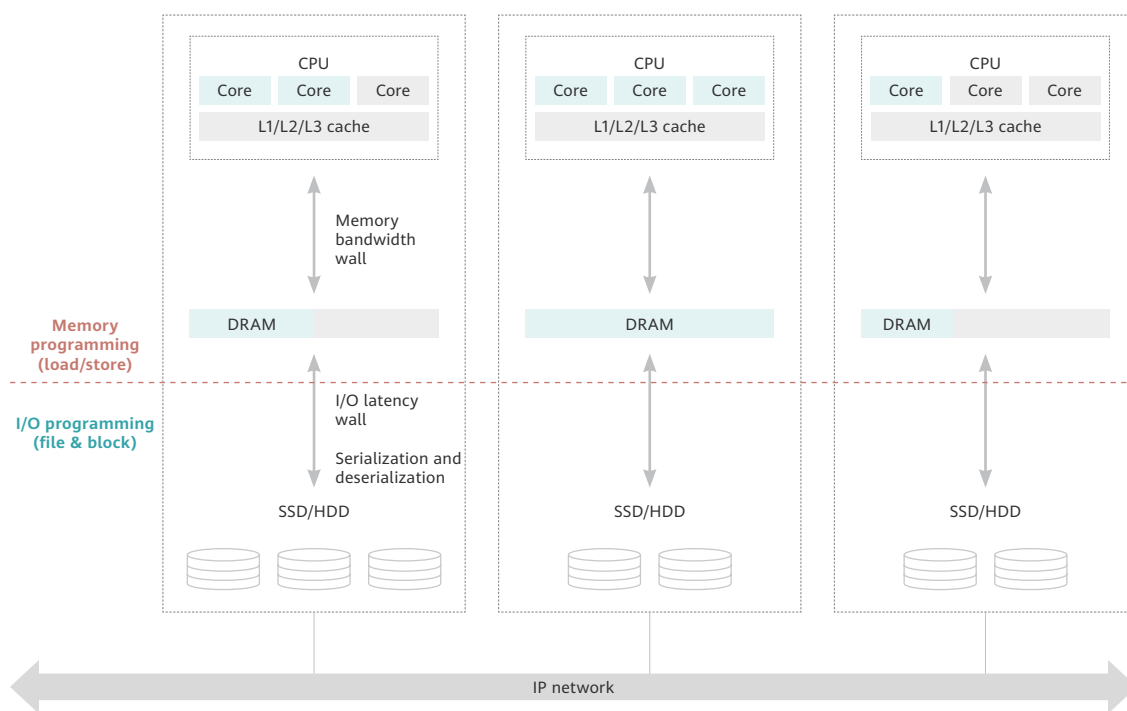 CPU
Core
Core
Core
L1/L2/L3 cache
CPU
Core
Core
Core
L1/L2/L3 cache
CPU
Core
Core
Core
L1/L2/L3 cache
Memory
bandwidth
wall
DRAM
DRAM
DRAM
Memory
programming
(load/store)
I/O programming
(file & block)
I/O latency
wall
Serialization and
deserialization
SSD/HDD
SSD/HDD
SSD/HDD
IP network